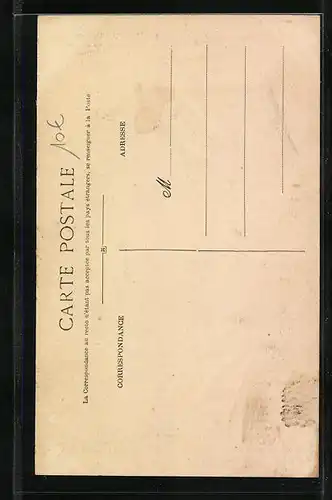 CARTE POSTALE
10€
La Correspondance au recto n'étant pas acceptée par tous les pays étrangers, se renseigner à la Poste
CORRESPONDANCE
ADRESSE
M